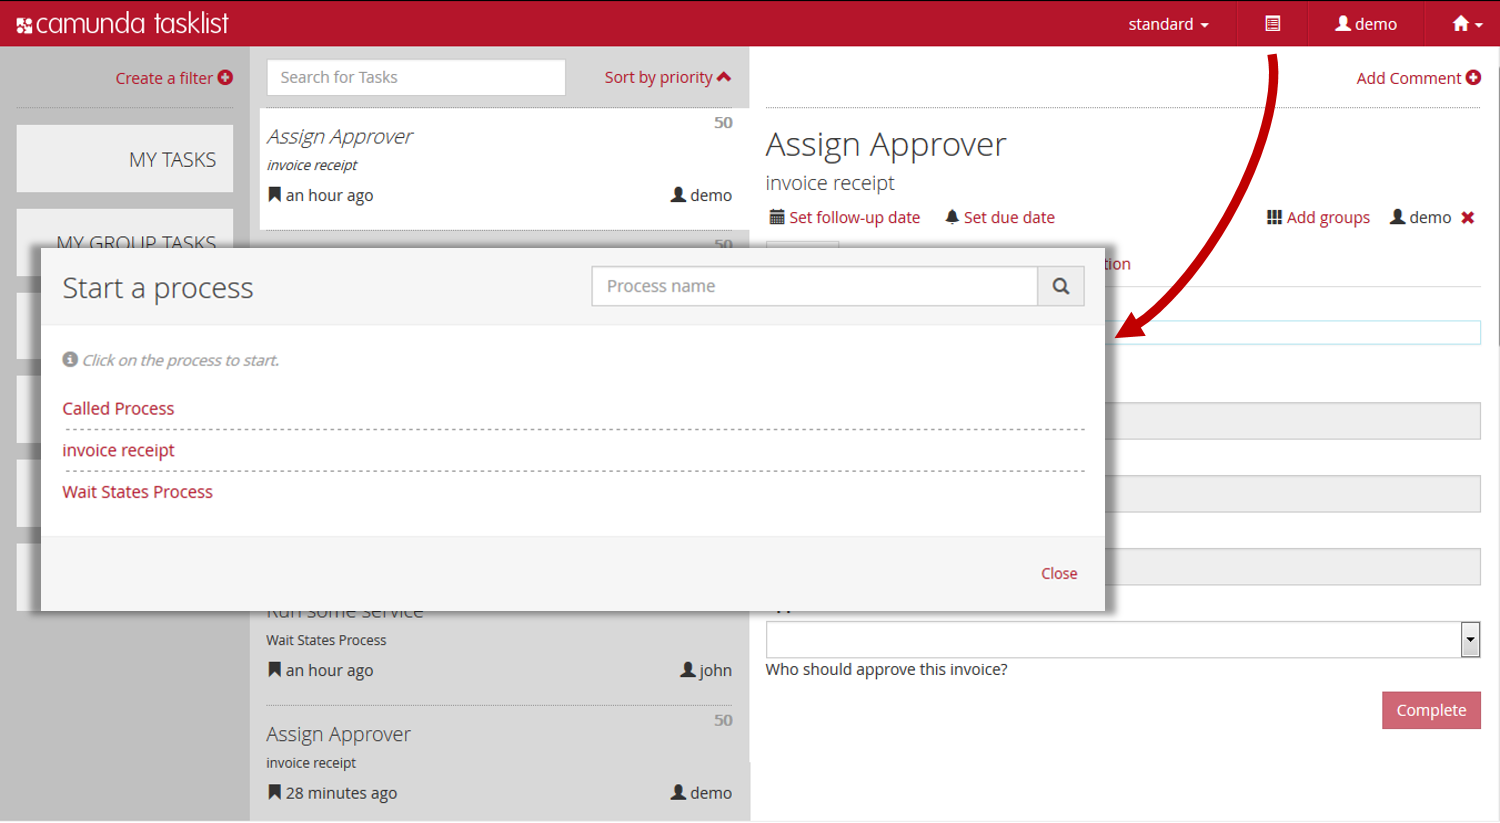 camunda tasklist
standard
demo
Create a filter
Search for Tasks
Sort by priority
Add Comment
MY TASKS
MY GROUP TASKS
Assign Approver
50
invoice receipt
an hour ago
demo
50
Assign Approver
invoice receipt
Set follow-up date
Set due date
Add groups
demo
Start a process
Process name
Click on the process to start.
Called Process
invoice receipt
Wait States Process
Close
Run some service
Wait States Process
an hour ago
john
Assign Approver
50
invoice receipt
28 minutes ago
demo
Who should approve this invoice?
Complete